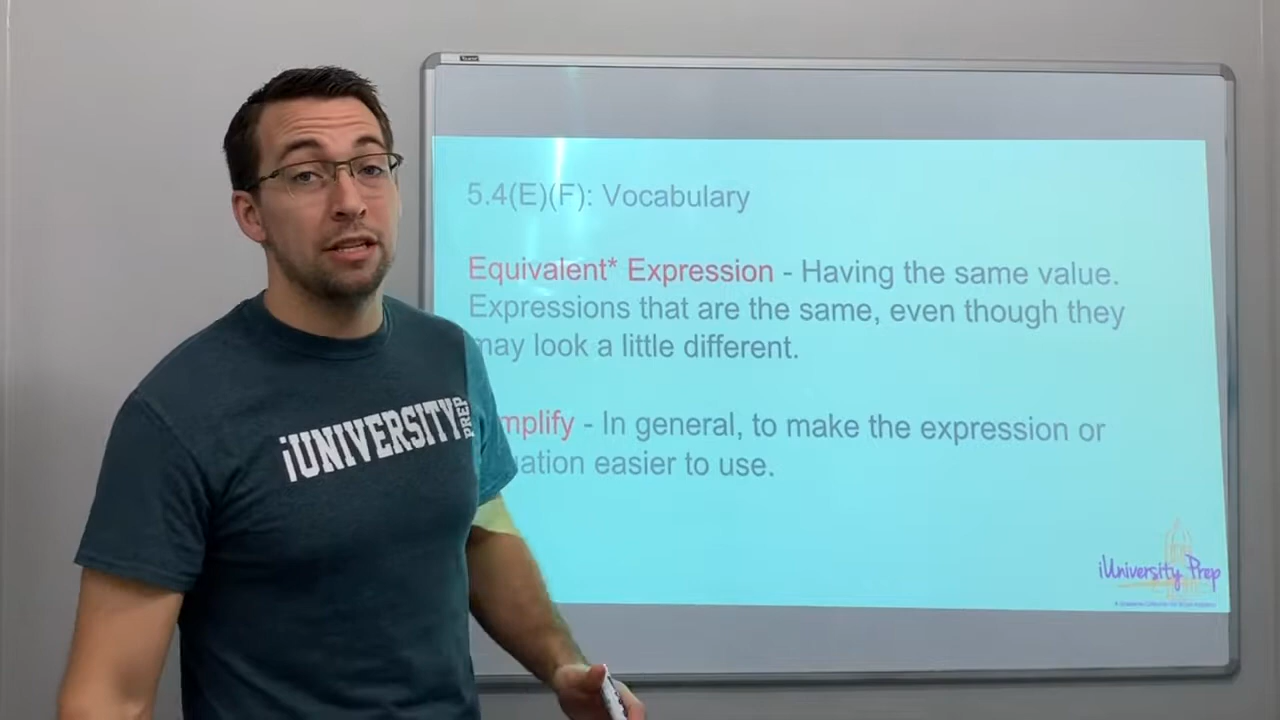 5.4(E)(F): Vocabulary
Equivalent* Expression - Having the same value.
Expressions that are the same, even though they
may look a little different.
mplify - In general, to make the expression or
uation easier to use.
iUNIVERSITY PREP
iUniversity Prep